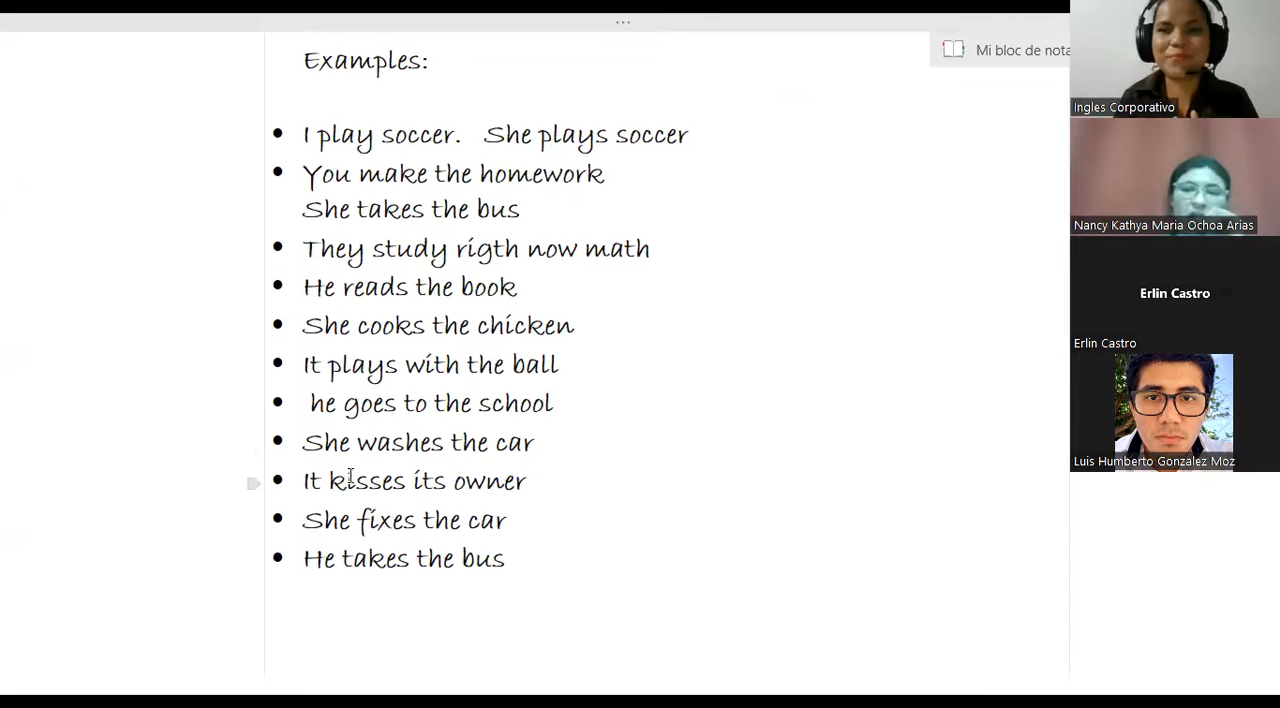 ...
Examples:
Mi bloc de nota
I play soccer. She plays soccer
You make the homework
She takes the bus
They study rigth now math
He reads the book
She cooks the chicken
It plays with the ball
he goes to the school
She washes the car
It kisses its owner
She fixes the car
He takes the bus
Ingles Corporativo
Nancy Kathya Maria Ochoa Arias
Erlin Castro
Erlin Castro
Luis Humberto Gonzalez Moz